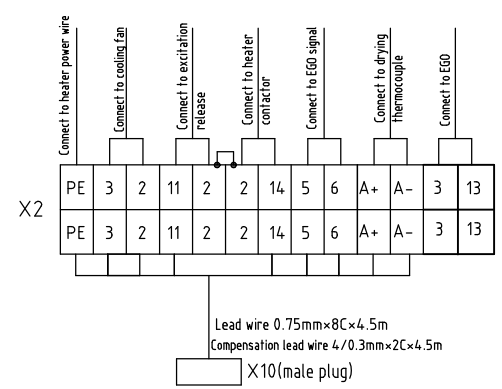 Connect to heater power wire
Connect to cooling fan
Connect to excitation
release
Connect to heater
contactor
Connect to EGO signal
Connect to drying
thermocouple
Connect to EGO
X2
PE 3 2 11 2 2 14 5 6 A+ A- 3 13
PE 3 2 11 2 2 14 5 6 A+ A- 3 13
Lead wire 0.75mm×8C×4.5m
Compensation lead wire 4/0.3mm×2C×4.5m
X10(male plug)